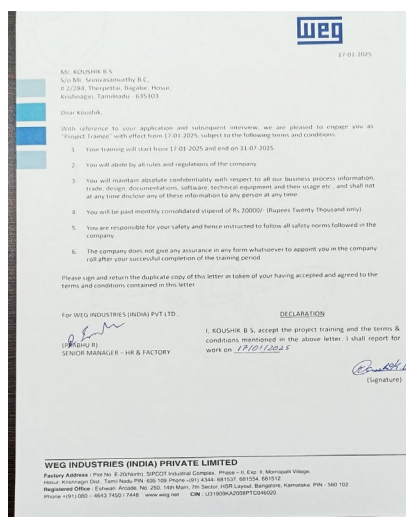 weg
17-01-2025
Mr. KOUSHIK B S
S/o Mr. Srinivasamurthy B C,
# 2/284, Therpettai, Bagalur, Hosur,
Krishnagiri, Tamilnadu - 635103
Dear Koushik,
With reference to your application and subsequent interview, we are pleased to engage you as
"Project Trainee" with effect from 17-01-2025, subject to the following terms and conditions:
1. Your training will start from 17-01-2025 and end on 31-07-2025.
2. You will abide by all rules and regulations of the company.
3. You will maintain absolute confidentiality with respect to all our business process information,
trade, design, documentations, software, technical equipment and their usage etc., and shall not
at any time disclose any of these information to any person at any time.
4. You will be paid monthly consolidated stipend of Rs.20000/- (Rupees Twenty Thousand only)
5. You are responsible for your safety and hence instructed to follow all safety norms followed in the
company.
6. The company does not give any assurance in any form whatsoever to appoint you in the company
roll after your successful completion of the training period.
Please sign and return the duplicate copy of this letter in token of your having accepted and agreed to the
terms and conditions contained in this letter
For WEG INDUSTRIES (INDIA) PVT LTD.,
(PRABHU R)
SENIOR MANAGER - HR & FACTORY
DECLARATION
I, KOUSHIK B S, accept the project training and the terms &
conditions mentioned in the above letter. I shall report for
work on 17/01/2025
(Signature)
WEG INDUSTRIES (INDIA) PRIVATE LIMITED
Factory Address : Plot No. E-20(North), SIPCOT Industrial Complex, Phase - II, Exp. II, Mornapalli Village,
Hosur, Krishnagiri Dist., Tamil Nadu PIN- 635 109 Phone +(91) 4344- 681537, 681554, 681512
Registered Office : Eshwari Arcade, No. 250, 14th Main, 7th Sector, HSR Layout, Bangalore, Karnataka. PIN - 560 102
Phone +(91) 080 - 4643 7450 / 7446 www.weg.net CIN : U31909KA2008PTC046020